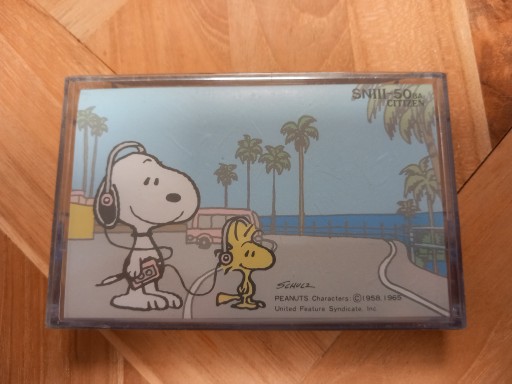 SNIII-50
CITIZEN
SCHULZ
PEANUTS Characters: ©1958, 1965
United Feature Syndicate, Inc.